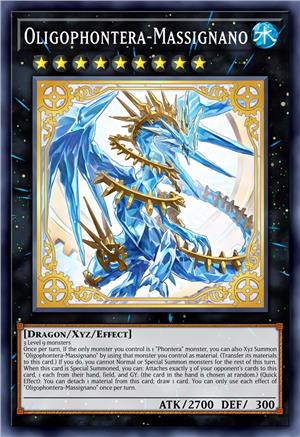 OLIGOPHONTERA-MASSIGNANO
水
[DRAGON/XYZ/EFFECT]
3 Level 9 monsters
Once per turn, if the only monster you control is 1 "Phontera" monster, you can also Xyz Summon
"Oligophontera-Massignano" by using that monster you control as material. (Transfer its materials
to this card.) If you do, you cannot Normal or Special Summon monsters for the rest of this turn.
When this card is Special Summoned, you can: Attaches exactly 3 of your opponent's cards to this
card, 1 each from their hand, field, and GY. (the card in the hand is chosen at random.) (Quick
Effect): You can detach 1 material from this card; draw 1 card. You can only use each effect of
"Oligophontera-Massignano" once per turn.
ATK/2700 DEF/ 300